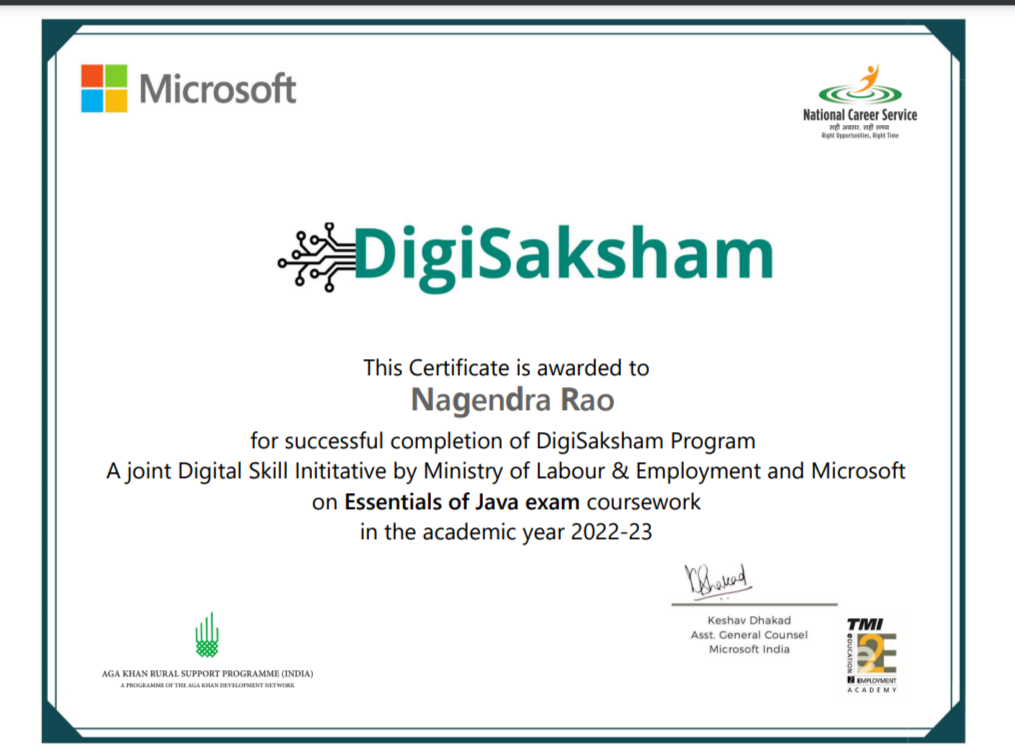 Microsoft
National Career Service
सही अवसर, सही समय
Right Opportunities, Right Time
DigiSaksham
This Certificate is awarded to
Nagendra Rao
for successful completion of DigiSaksham Program
A joint Digital Skill Inititative by Ministry of Labour & Employment and Microsoft
on Essentials of Java exam coursework
in the academic year 2022-23
Keshav Dhakad
Asst. General Counsel
Microsoft India
AGA KHAN RURAL SUPPORT PROGRAMME (INDIA)
A PROGRAMME OF THE AGA KHAN DEVELOPMENT NETWORK
TMI
e2E
EDUCATION
2 EMPLOYMENT
ACADEMY